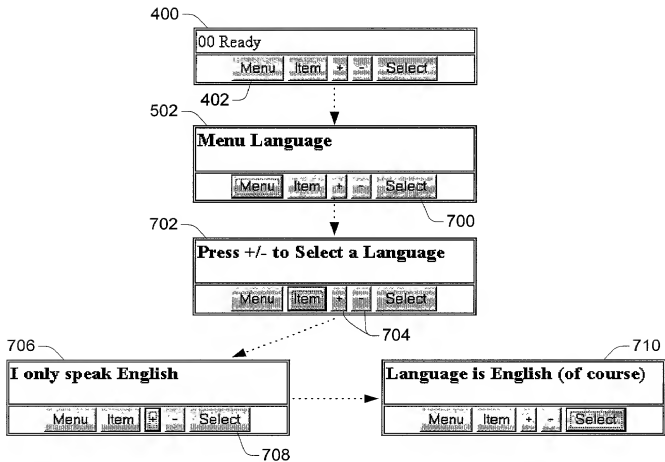 400
00 Ready
Menu Item + - Select
402
502
Menu Language
Menu Item + - Select
700
702
Press +/- to Select a Language
Menu Item + - Select
704
706
I only speak English
Menu Item + - Select
708
710
Language is English (of course)
Menu Item + - Select